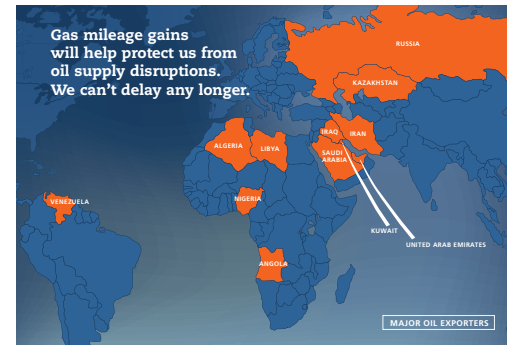 Gas mileage gains
will help protect us from
oil supply disruptions.
We can't delay any longer.
RUSSIA
KAZAKHSTAN
IRAQ
IRAN
ALGERIA
LIBYA
SAUDI
ARABIA
VENEZUELA
NIGERIA
KUWAIT
UNITED ARAB EMIRATES
ANGOLA
MAJOR OIL EXPORTERS